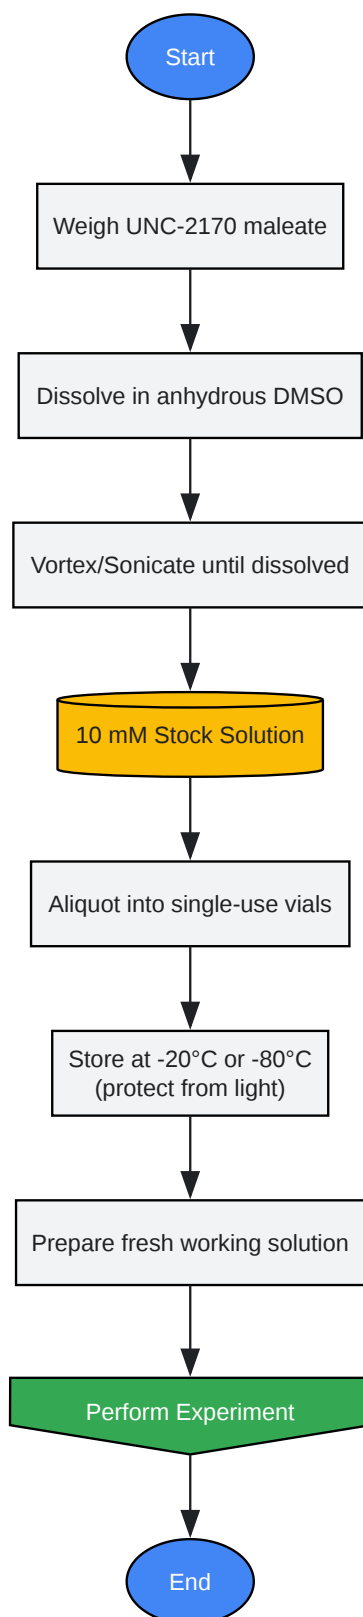 Start
Weigh UNC-2170 maleate
Dissolve in anhydrous DMSO
Vortex/Sonicate until dissolved
10 mM Stock Solution
Aliquot into single-use vials
Store at -20°C or -80°C
(protect from light)
Prepare fresh working solution
Perform Experiment
End